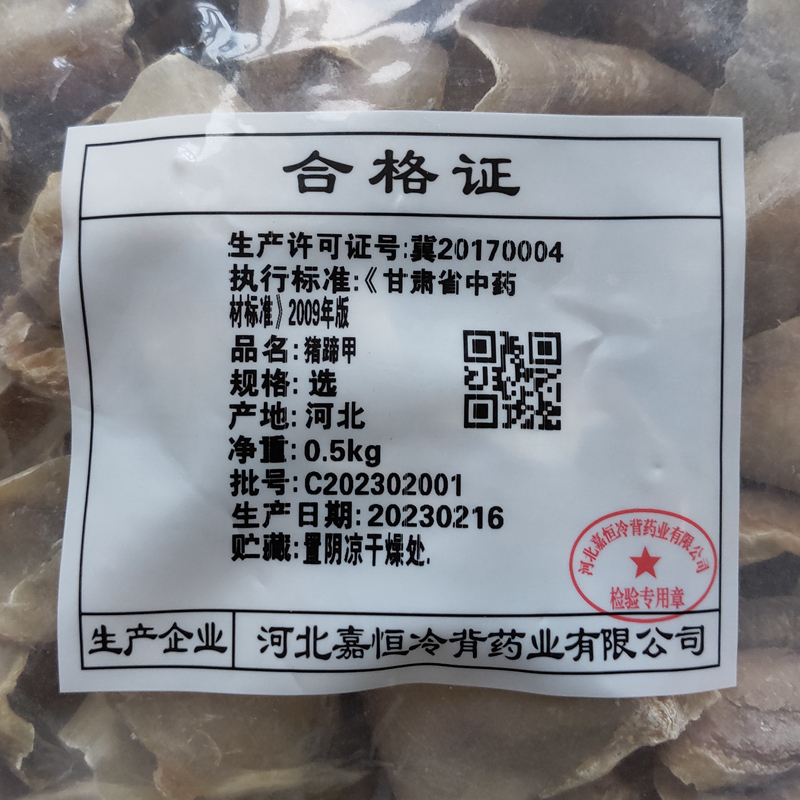 合格证
生产许可证号:冀20170004
执行标准:《甘肃省中药
材标准》2009年版
品名:猪蹄甲
规格:选
产地:河北
净重:0.5kg
批号:C202302001
生产日期:20230216
贮藏:置阴凉干燥处.
河北嘉恒冷背药业有限公司
检验专用章
生产企业 河北嘉恒冷背药业有限公司